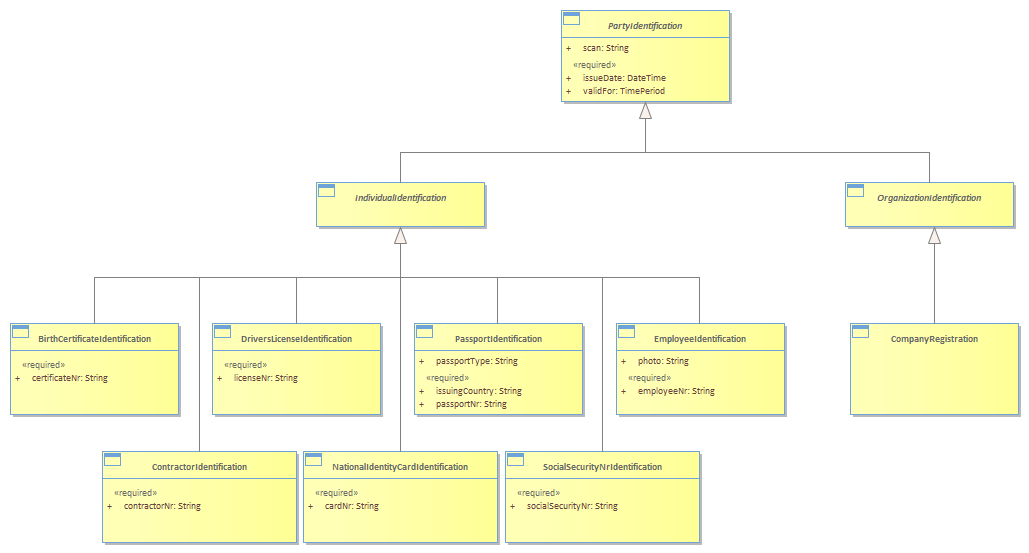 PartyIdentification
+ scan: String
«required»
+ issueDate: DateTime
+ validFor: TimePeriod
IndividualIdentification
OrganizationIdentification
BirthCertificateIdentification
«required»
+ certificateNr: String
DriversLicenseIdentification
«required»
+ licenseNr: String
PassportIdentification
+ passportType: String
«required»
+ issuingCountry: String
+ passportNr: String
EmployeeIdentification
+ photo: String
«required»
+ employeeNr: String
CompanyRegistration
ContractorIdentification
«required»
+ contractorNr: String
NationalIdentityCardIdentification
«required»
+ cardNr: String
SocialSecurityNrIdentification
«required»
+ socialSecurityNr: String